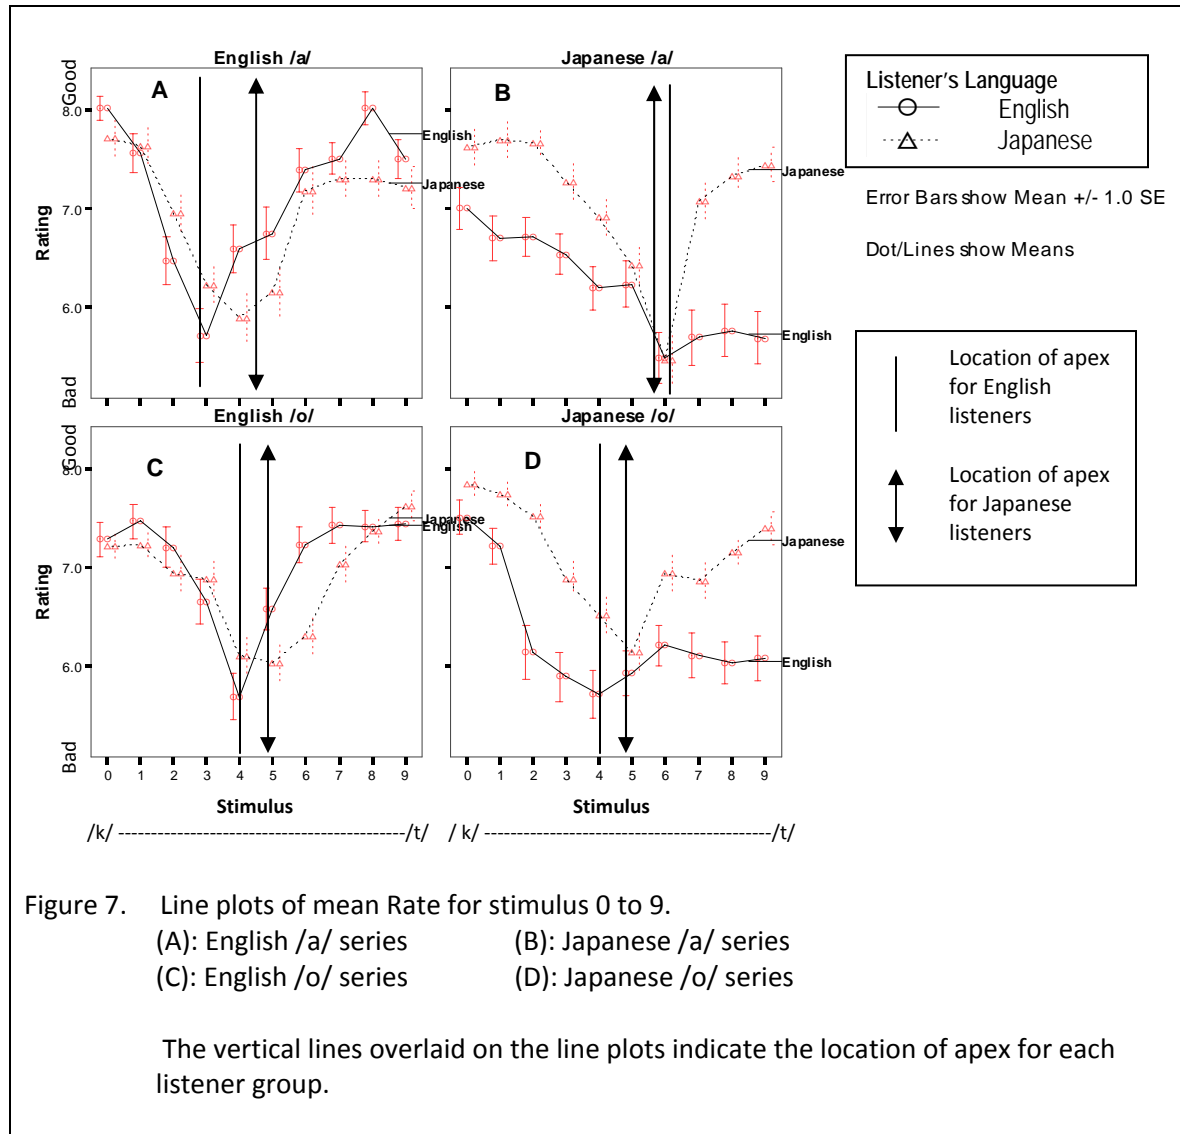 English /a/
Japanese /a/
Good
8.0
7.0
6.0
Bad
Rating
A
English
Japanese
B
Japanese
English
Listener's Language
English
Japanese
Error Bars show Mean +/- 1.0 SE
Dot/Lines show Means
English /o/
Japanese /o/
Good
8.0
7.0
6.0
Bad
Rating
C
Japanese
English
D
Japanese
English
Location of apex
for English
listeners
Location of apex
for Japanese
listeners
0 1 2 3 4 5 6 7 8 9
0 1 2 3 4 5 6 7 8 9
Stimulus
Stimulus
/k/ --------------------------------------------/t/
/ k/ --------------------------------------------/t/
Figure 7. Line plots of mean Rate for stimulus 0 to 9.
(A): English /a/ series (B): Japanese /a/ series
(C): English /o/ series (D): Japanese /o/ series
The vertical lines overlaid on the line plots indicate the location of apex for each
listener group.